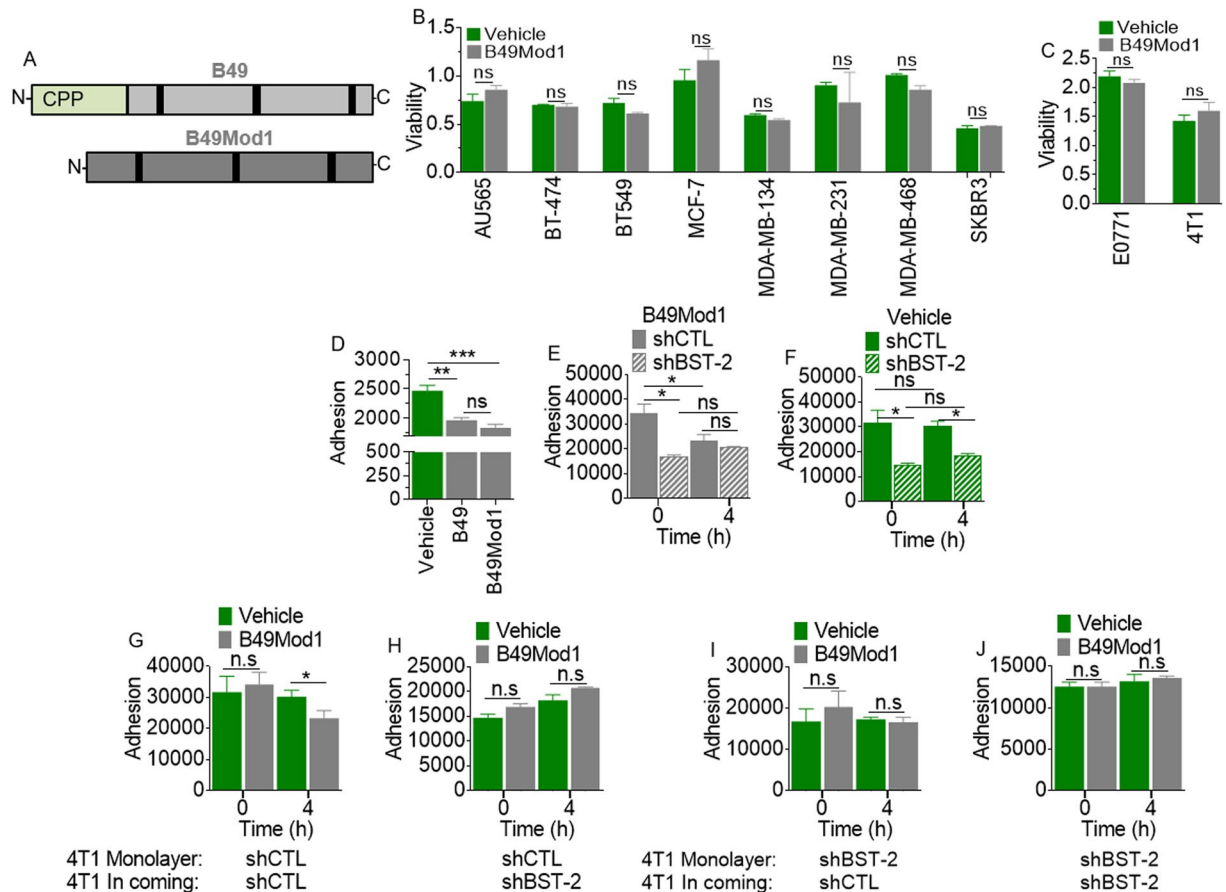 A
B49
N
CPP
C
B49Mod1
N
C
B
Vehicle
B49Mod1
Viability
1.5
1.0
0.5
0.0
ns
ns
ns
ns
ns
ns
ns
ns
AU565
BT-474
BT549
MCF-7
MDA-MB-134
MDA-MB-231
MDA-MB-468
SKBR3
C
Vehicle
B49Mod1
Viability
2.5
2.0
1.5
1.0
0.5
0.0
ns
ns
E0771
4T1
D
Adhesion
3000
2500
2000
500
250
0
***
**
ns
Vehicle
B49
B49Mod1
B49Mod1
E
shCTL
shBST-2
Adhesion
50000
40000
30000
20000
10000
0
*
*
ns
ns
0
4
Time (h)
Vehicle
F
shCTL
shBST-2
Adhesion
50000
40000
30000
20000
10000
0
ns
ns
*
*
0
4
Time (h)
G
Vehicle
B49Mod1
Adhesion
40000
30000
20000
10000
0
n.s
*
0
4
Time (h)
H
Vehicle
B49Mod1
Adhesion
25000
20000
15000
10000
5000
0
n.s
n.s
0
4
Time (h)
I
Vehicle
B49Mod1
Adhesion
30000
20000
10000
0
n.s
n.s
0
4
Time (h)
J
Vehicle
B49Mod1
Adhesion
15000
10000
5000
0
n.s
n.s
0
4
Time (h)
4T1 Monolayer: shCTL shCTL
4T1 In coming: shCTL shBST-2
4T1 Monolayer: shBST-2 shBST-2
4T1 In coming: shCTL shBST-2